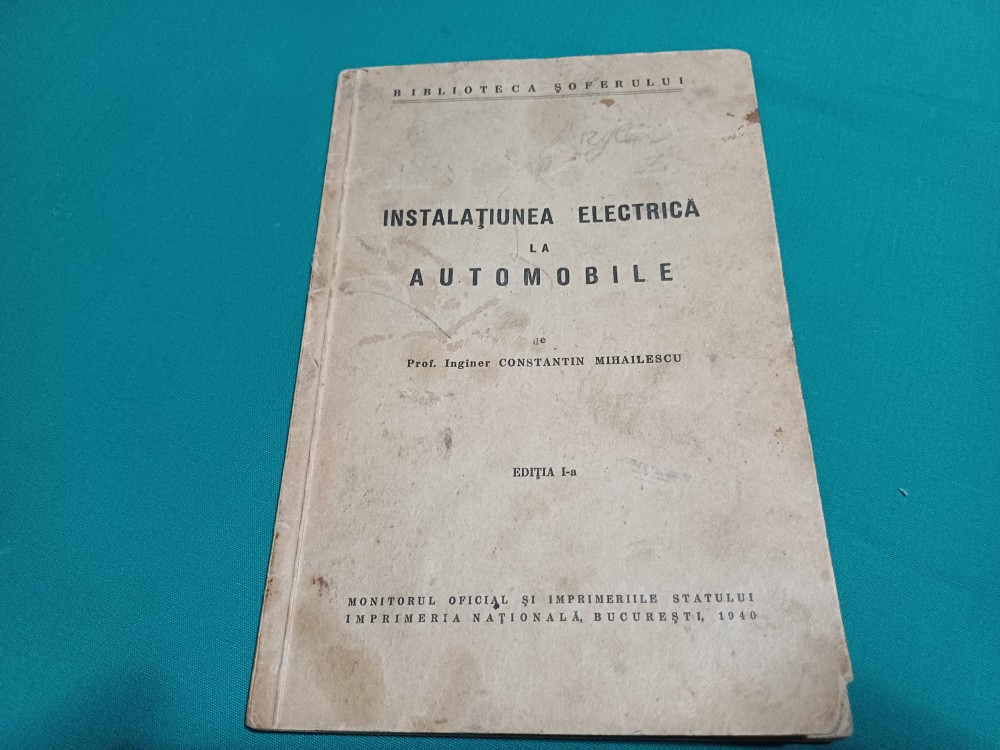 BIBLIOTECA ŞOFERULUI
INSTALAŢIUNEA ELECTRICĂ
LA
AUTOMOBILE
de
Prof. Inginer CONSTANTIN MIHAILESCU
EDIŢIA I-a
MONITORUL OFICIAL ŞI IMPRIMERIILE STATULUI
IMPRIMERIA NAŢIONALĂ, BUCUREŞTI, 1940